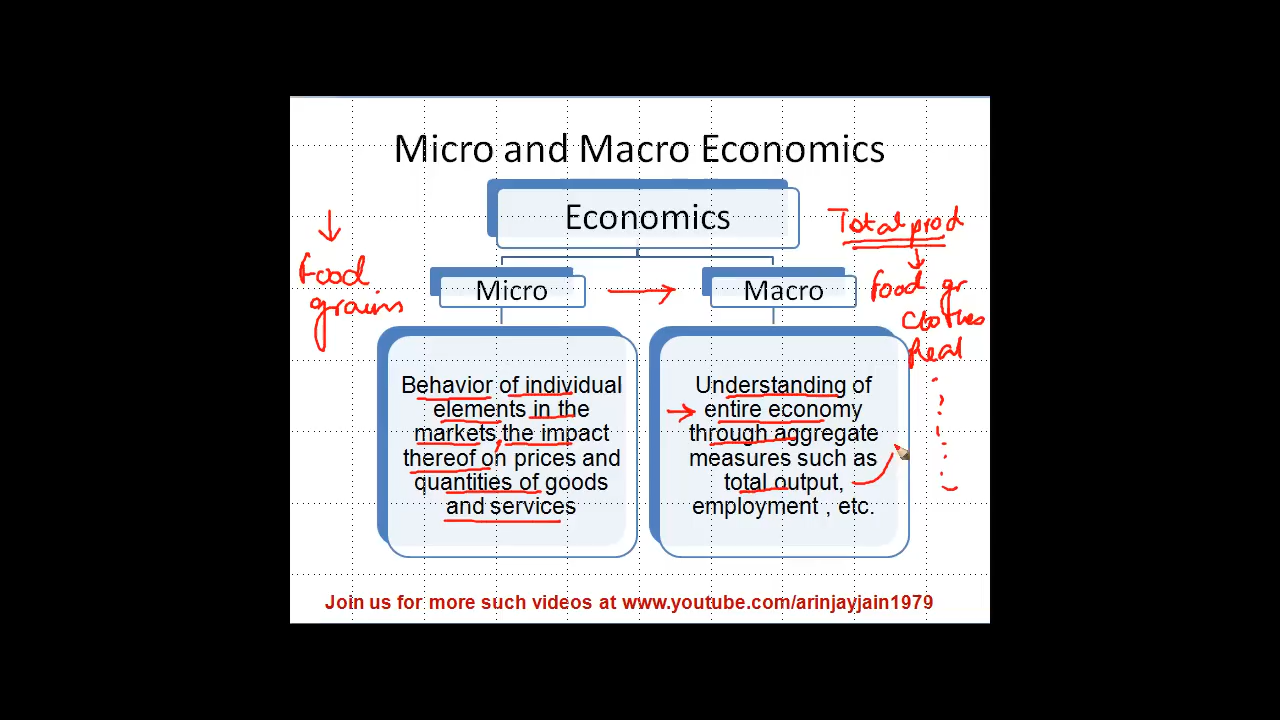 Micro and Macro Economics
Economics
Total prod
Food
grains
Micro
Macro
food gr
Clothes
Real
Behavior of individual
elements in the
markets, the impact
thereof on prices and
quantities of goods
and services
Understanding of
entire economy
through aggregate
measures such as
total output,
employment , etc.
Join us for more such videos at www.youtube.com/arinjayjain1979